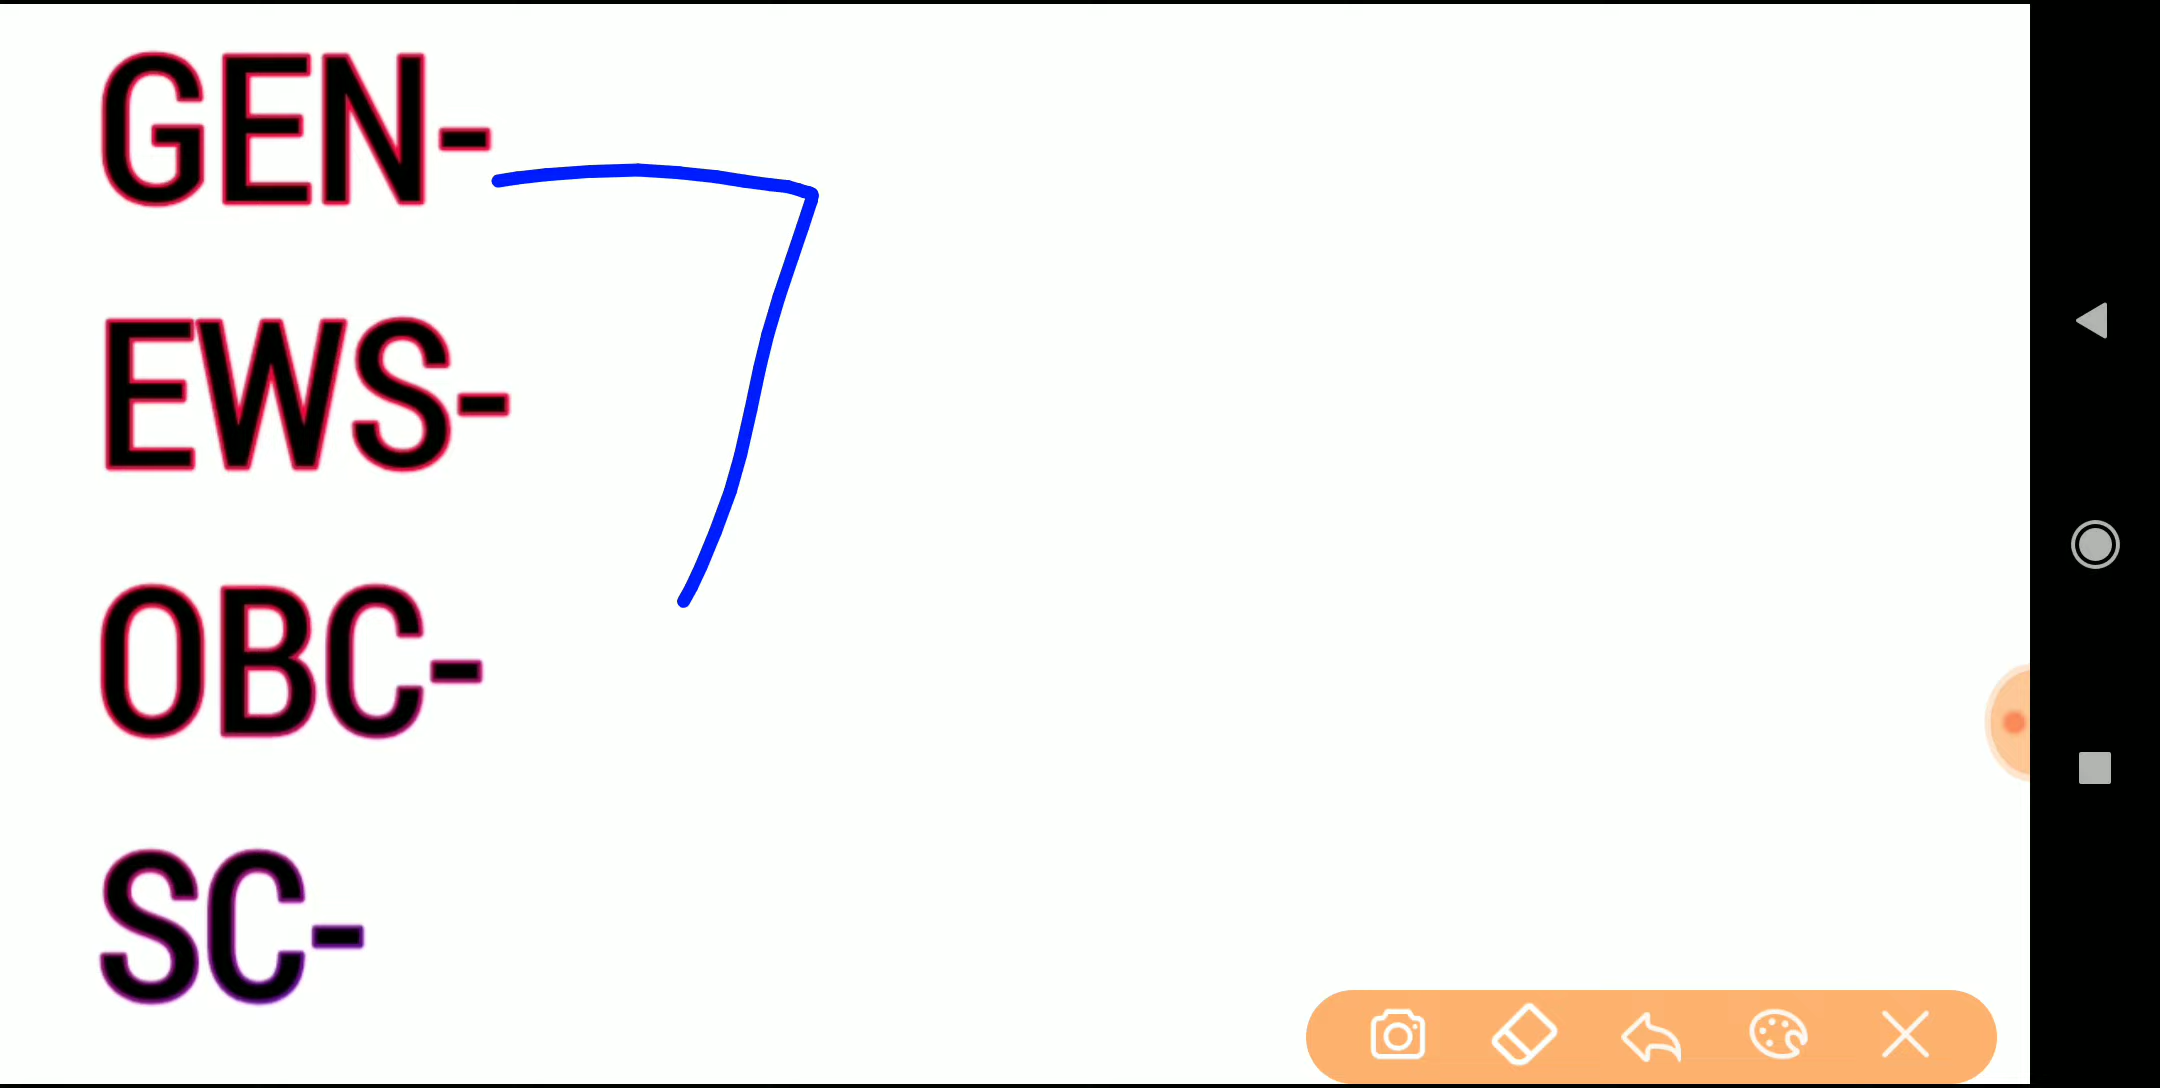 GEN-
EWS-
OBC-
SC-